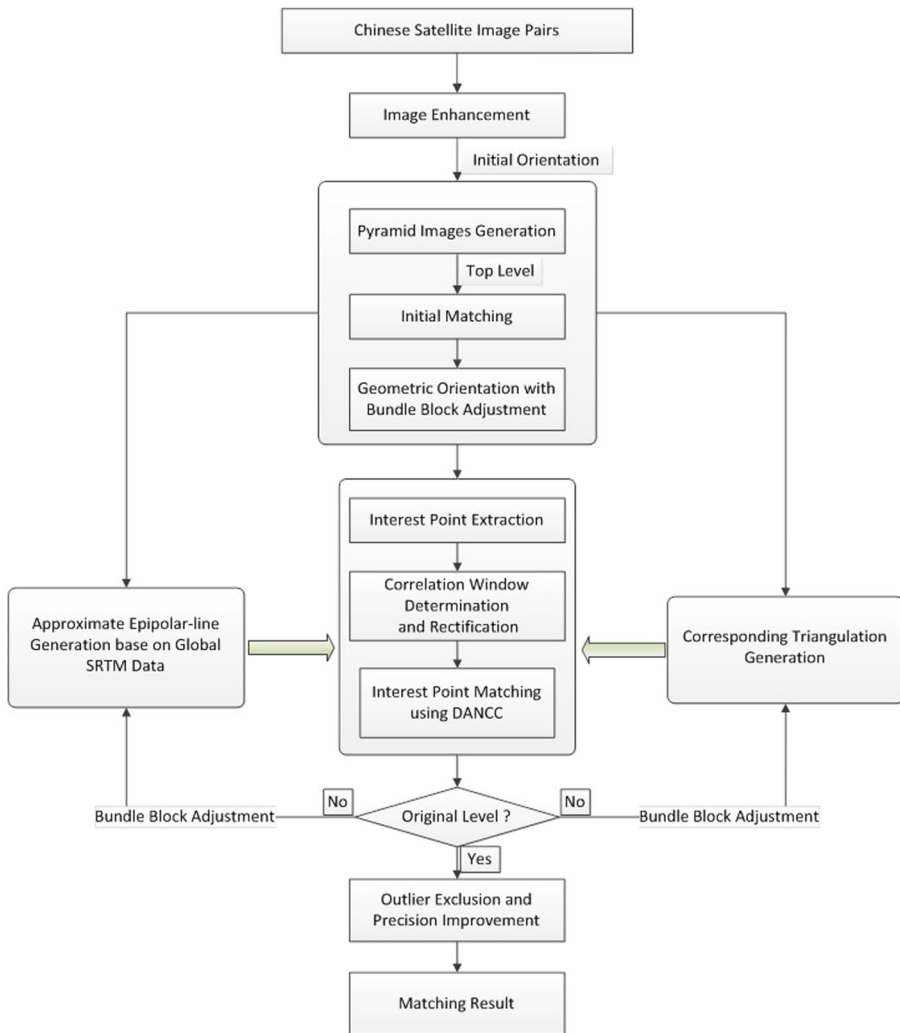 Chinese Satellite Image Pairs
Image Enhancement
Initial Orientation
Pyramid Images Generation
Top Level
Initial Matching
Geometric Orientation with
Bundle Block Adjustment
Interest Point Extraction
Correlation Window
Determination
and Rectification
Approximate Epipolar-line
Generation base on Global
SRTM Data
Corresponding Triangulation
Generation
Interest Point Matching
using DANCC
No
No
Bundle Block Adjustment
Original Level ?
Bundle Block Adjustment
Yes
Outlier Exclusion and
Precision Improvement
Matching Result